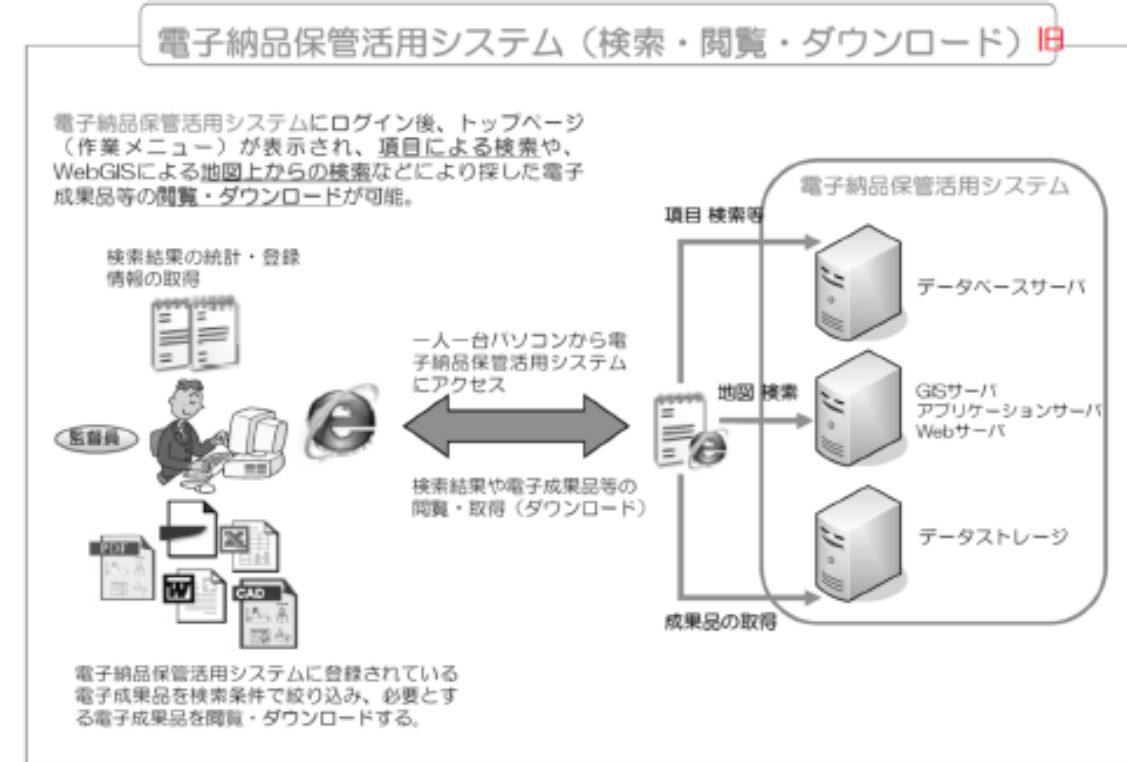 電子納品保管活用システム（検索・閲覧・ダウンロード）旧
電子納品保管活用システムにログイン後、トップページ
（作業メニュー）が表示され、項目による検索や、
WebGISによる地図上からの検索などにより探した電子
成果品等の閲覧・ダウンロードが可能。
検索結果の統計・登録
情報の取得
監督員
一人一台パソコンから電
子納品保管活用システム
にアクセス
検索結果や電子成果品等の
閲覧・取得（ダウンロード）
PDF
X
W
CAD
電子納品保管活用システムに登録されている
電子成果品を検索条件で絞り込み、必要とす
る電子成果品を閲覧・ダウンロードする。
電子納品保管活用システム
項目 検索等
データベースサーバ
地図 検索
GISサーバ
アプリケーションサーバ
Webサーバ
データストレージ
成果品の取得